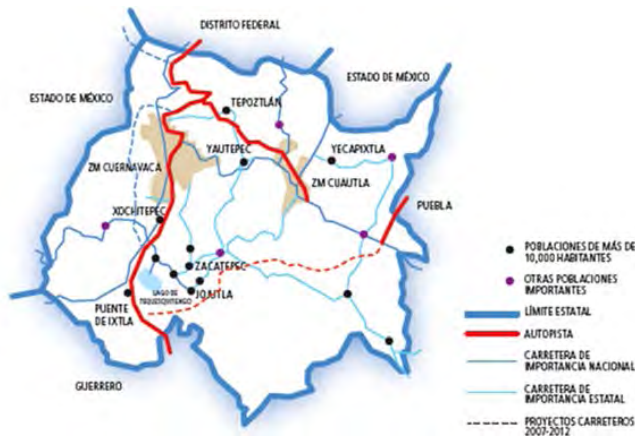 DISTRITO FEDERAL
ESTADO DE MÉXICO
ESTADO DE MÉXICO
TEPOZTLÁN
YAUTEPEC
YECAPIXTLA
ZM CUERNAVACA
ZM CUAUTLA
PUEBLA
XOCHITEPEC
ZACATEPEC
LAGO DE
TEQUESQUITENGO
JOJUTLA
PUENTE
DE IXTLA
GUERRERO
POBLACIONES DE MÁS DE
10,000 HABITANTES
OTRAS POBLACIONES
IMPORTANTES
LÍMITE ESTATAL
AUTOPISTA
CARRETERA DE
IMPORTANCIA NACIONAL
CARRETERA DE
IMPORTANCIA ESTATAL
PROYECTOS CARRETEROS
2007-2012